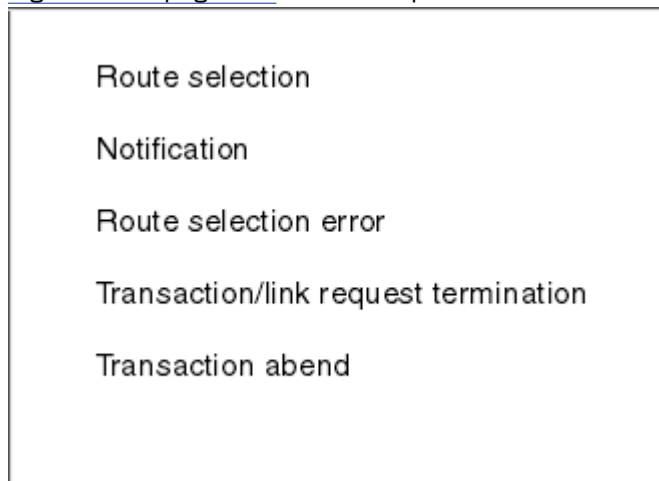 Route selection
Notification
Route selection error
Transaction/link request termination
Transaction abend